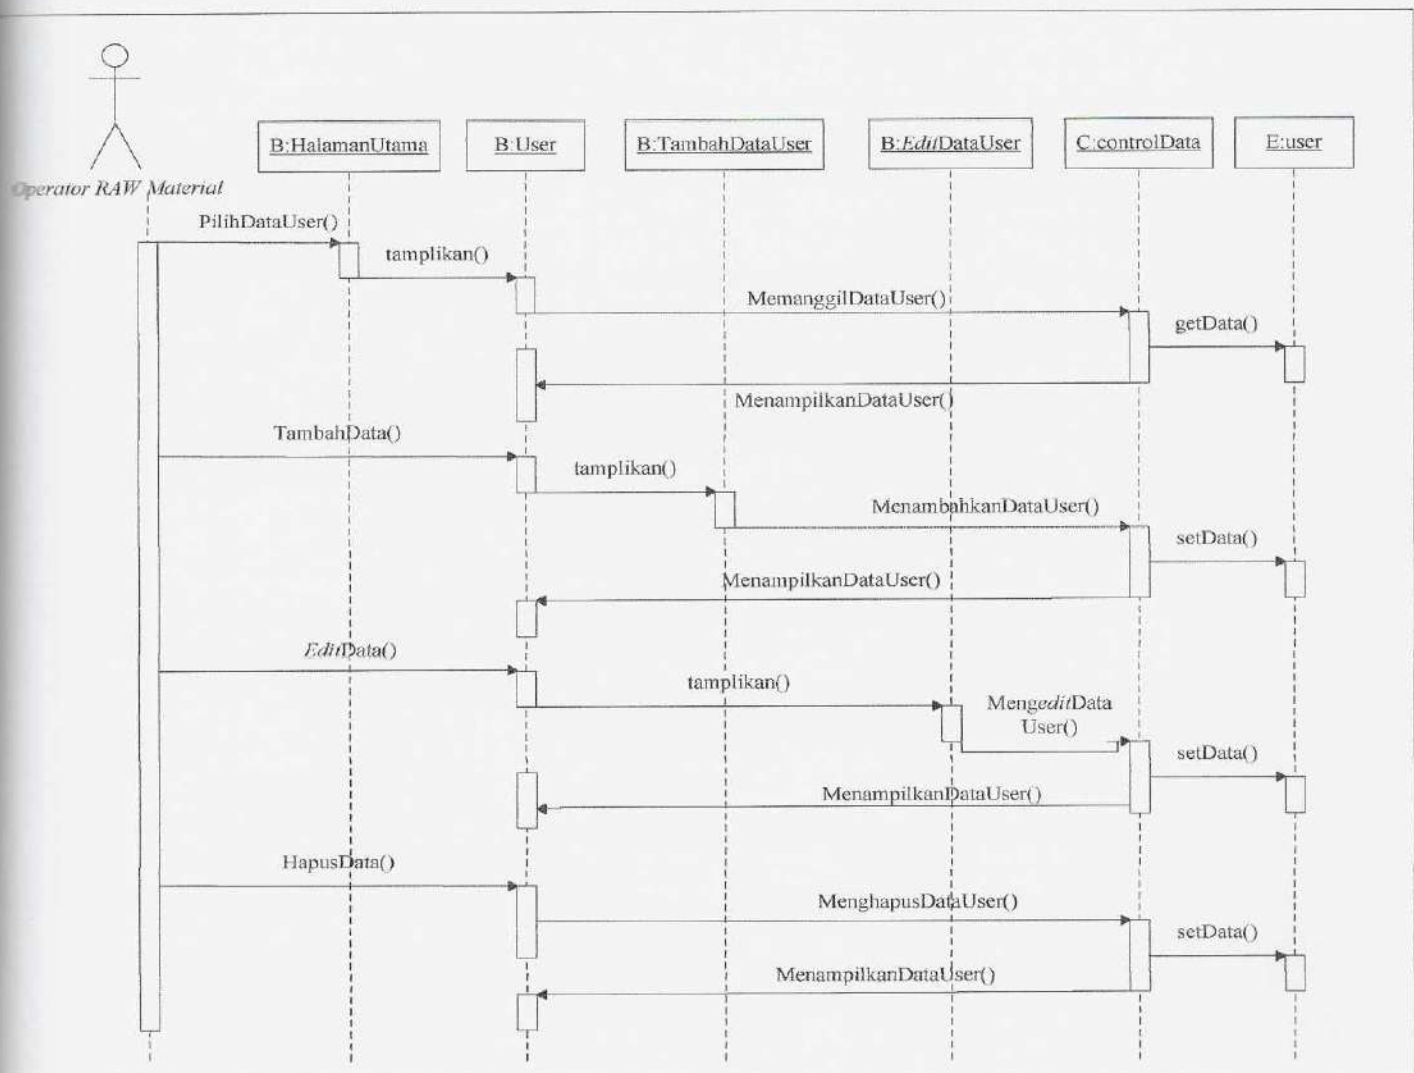 Operator RAW Material
B:HalamanUtama
B:User
B:TambahDataUser
B:EditDataUser
C:controlData
E:user
PilihDataUser()
tamplikan()
MemanggilDataUser()
getData()
MenampilkanDataUser()
TambahData()
tamplikan()
MenambahkanDataUser()
setData()
MenampilkanDataUser()
EditData()
tamplikan()
MengeditData
User()
setData()
MenampilkanDataUser()
HapusData()
MenghapusDataUser()
setData()
MenampilkanDataUser()